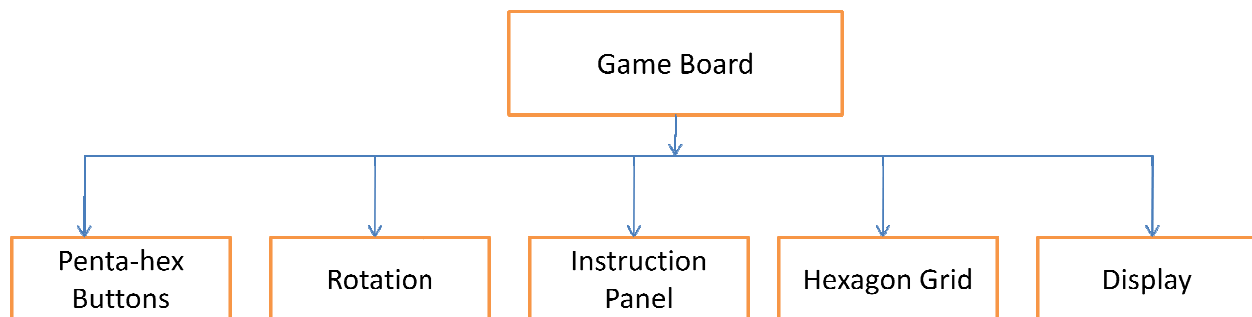 Game Board
Penta-hex
Buttons
Rotation
Instruction
Panel
Hexagon Grid
Display